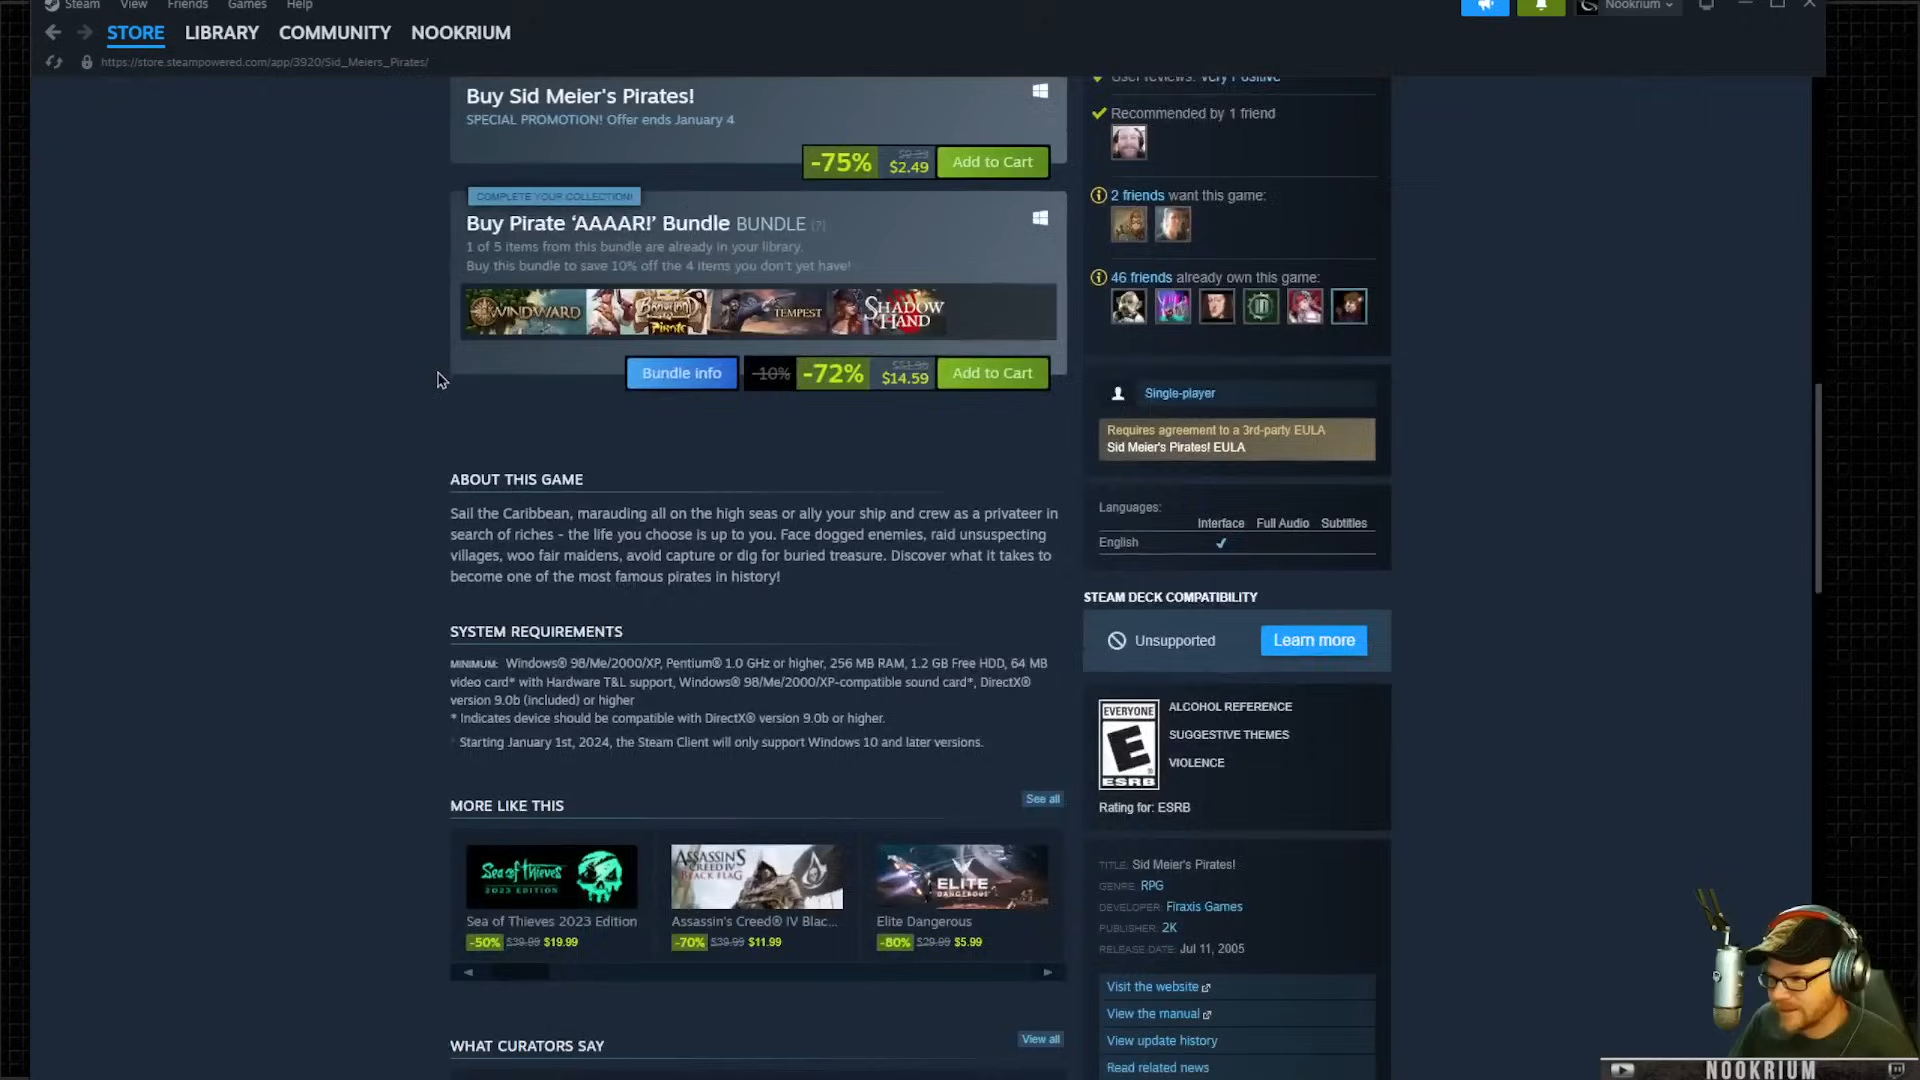 Steam View Friends Games Help
Nookrium
STORE LIBRARY COMMUNITY NOOKRIUM
https://store.steampowered.com/app/3920/Sid_Meiers_Pirates/
Buy Sid Meier's Pirates!
SPECIAL PROMOTION! Offer ends January 4
-75%
$2.49
Add to Cart
COMPLETE YOUR COLLECTION!
Buy Pirate ‘AAAAR!’ Bundle BUNDLE (?)
1 of 5 items from this bundle are already in your library.
Buy this bundle to save 10% off the 4 items you don't yet have!
WINDWARD
BRAVELAND
Pirate
TEMPEST
SHADOW
HAND
Bundle info
-10%
-72%
$14.59
Add to Cart
ABOUT THIS GAME
Sail the Caribbean, marauding all on the high seas or ally your ship and crew as a privateer in
search of riches - the life you choose is up to you. Face dogged enemies, raid unsuspecting
villages, woo fair maidens, avoid capture or dig for buried treasure. Discover what it takes to
become one of the most famous pirates in history!
SYSTEM REQUIREMENTS
MINIMUM: Windows® 98/Me/2000/XP, Pentium® 1.0 GHz or higher, 256 MB RAM, 1.2 GB Free HDD, 64 MB
video card* with Hardware T&L support, Windows® 98/Me/2000/XP-compatible sound card*, DirectX®
version 9.0b (included) or higher
* Indicates device should be compatible with DirectX® version 9.0b or higher.
* Starting January 1st, 2024, the Steam Client will only support Windows 10 and later versions.
MORE LIKE THIS
See all
Sea of Thieves
2023 EDITION
Sea of Thieves 2023 Edition
-50% $39.99 $19.99
ASSASSIN'S
CREED IV
BLACK FLAG
Assassin's Creed® IV Blac...
-70% $39.99 $11.99
ELITE
DANGEROUS
Elite Dangerous
-80% $29.99 $5.99
WHAT CURATORS SAY
View all
User reviews: Very Positive
Recommended by 1 friend
2 friends want this game:
46 friends already own this game:
Single-player
Requires agreement to a 3rd-party EULA
Sid Meier's Pirates! EULA
Languages:
Interface Full Audio Subtitles
English ✔
STEAM DECK COMPATIBILITY
Unsupported
Learn more
EVERYONE
E
ESRB
ALCOHOL REFERENCE
SUGGESTIVE THEMES
VIOLENCE
Rating for: ESRB
TITLE: Sid Meier's Pirates!
GENRE: RPG
DEVELOPER: Firaxis Games
PUBLISHER: 2K
RELEASE DATE: Jul 11, 2005
Visit the website
View the manual
View update history
Read related news
NOOKRIUM